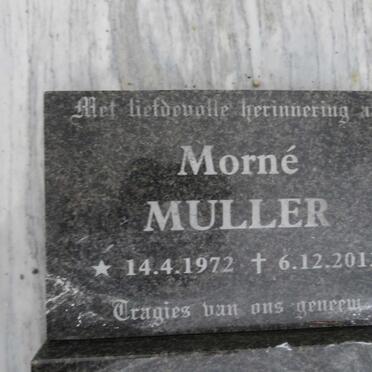 Met liefdevolle herinnering a
Morné
MULLER
★ 14.4.1972 † 6.12.201
Tragies van ons geneem